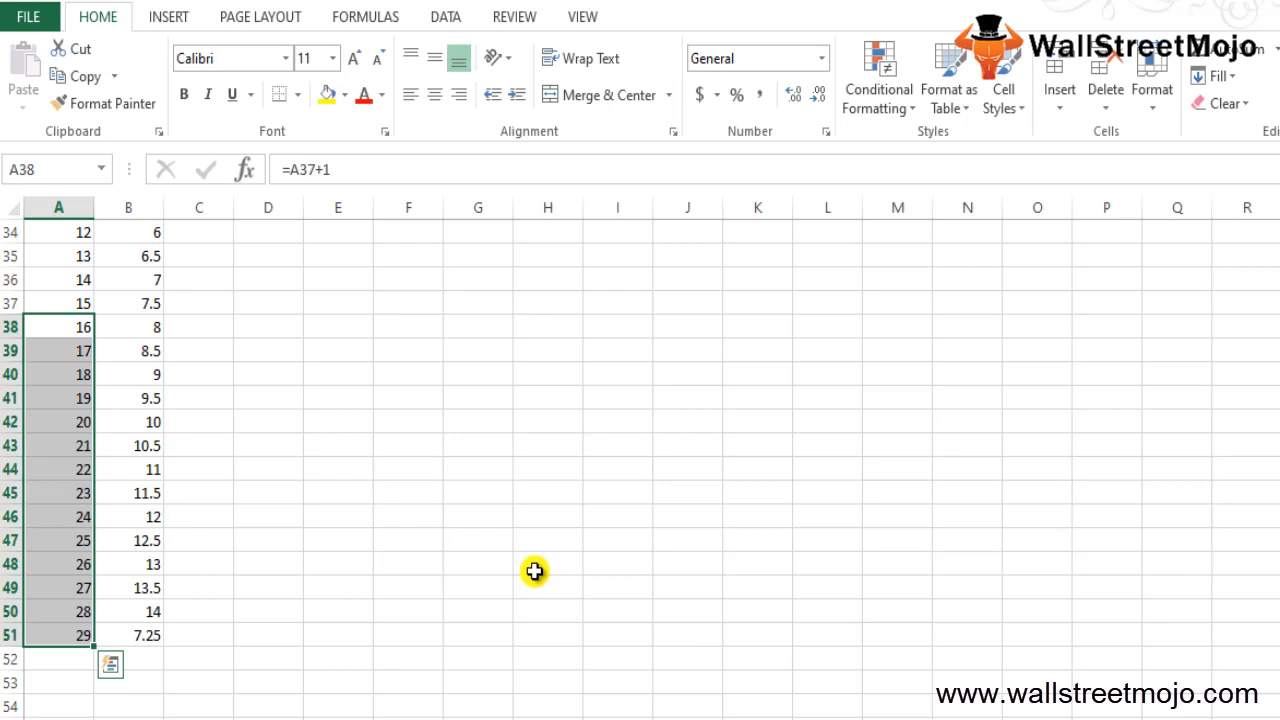 FILE HOME INSERT PAGE LAYOUT FORMULAS DATA REVIEW VIEW
WallStreetMojo
Cut
Copy
Format Painter
Paste
Clipboard
Calibri 11
B I U
A
Font
Wrap Text
Merge & Center
Alignment
General
$ % ,
Number
Conditional Formatting
Format as Table
Cell Styles
Styles
Insert Delete Format
Cells
AutoSum
Fill
Clear
A38 fx =A37+1
A B C D E F G H I J K L M N O P Q R
34 12 6
35 13 6.5
36 14 7
37 15 7.5
38 16 8
39 17 8.5
40 18 9
41 19 9.5
42 20 10
43 21 10.5
44 22 11
45 23 11.5
46 24 12
47 25 12.5
48 26 13
49 27 13.5
50 28 14
51 29 7.25
52
53
54
www.wallstreetmojo.com